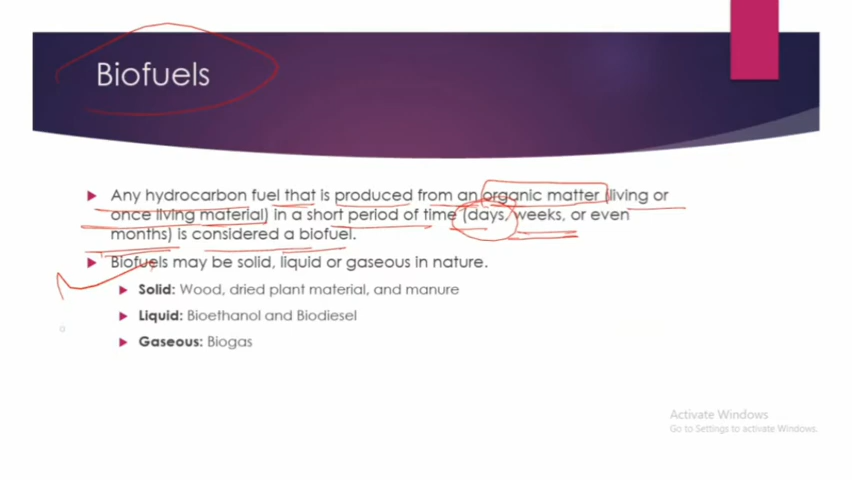 Biofuels
Any hydrocarbon fuel that is produced from an organic matter (living or
once living material) in a short period of time (days, weeks, or even
months) is considered a biofuel.
Biofuels may be solid, liquid or gaseous in nature.
Solid: Wood, dried plant material, and manure
Liquid: Bioethanol and Biodiesel
Gaseous: Biogas
Activate Windows
Go to Settings to activate Windows.